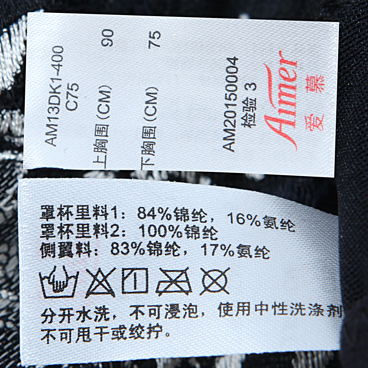 AM13DK1-400
C75
上胸围(CM) 90
下胸围(CM) 75
AM20150004
检验 3
Aimer
爱慕
罩杯里料1: 84%锦纶, 16%氨纶
罩杯里料2: 100%锦纶
侧翼料: 83%锦纶, 17%氨纶
分开水洗, 不可浸泡, 使用中性洗涤剂
不可甩干或绞拧.